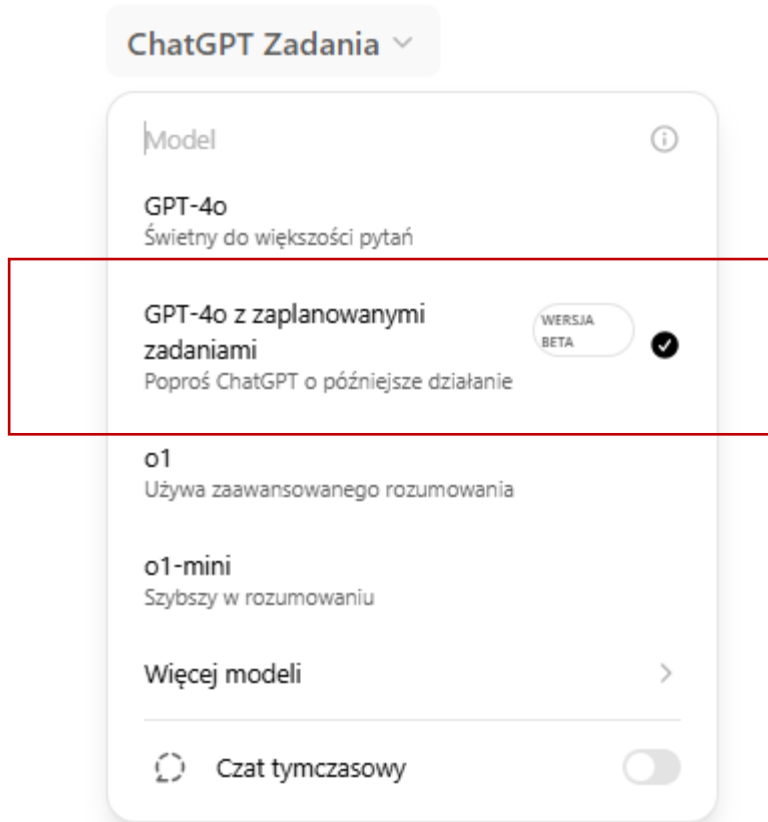 ChatGPT Zadania
Model
GPT-4o
Świetny do większości pytań
GPT-4o z zaplanowanymi
zadaniami
WERSJA
BETA
Poproś ChatGPT o późniejsze działanie
o1
Używa zaawansowanego rozumowania
o1-mini
Szybszy w rozumowaniu
Więcej modeli
Czat tymczasowy